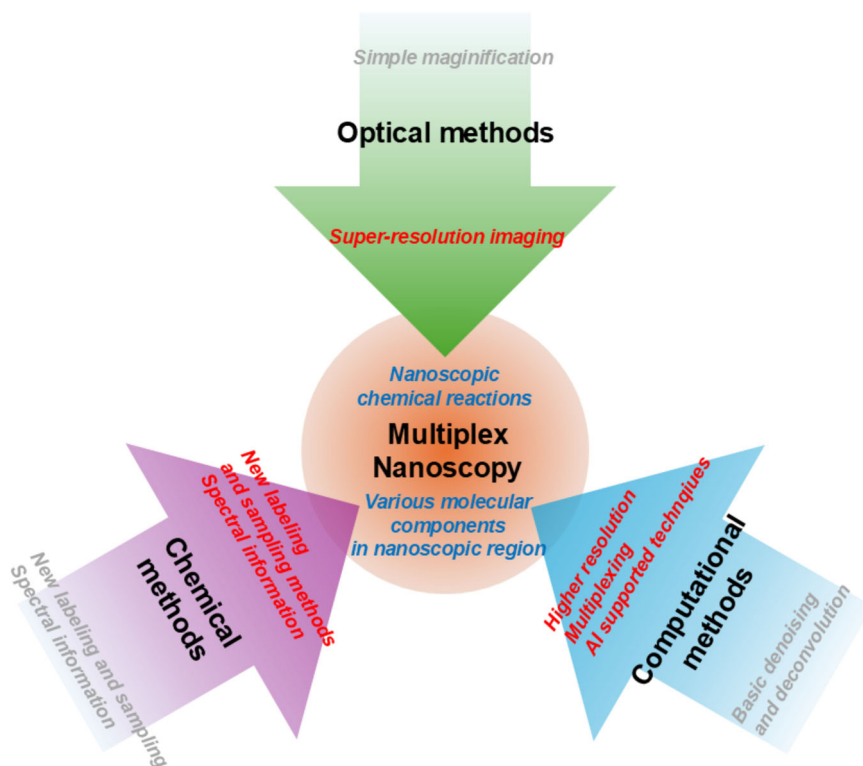 Simple maginification
Optical methods
Super-resolution imaging
Nanoscopic
chemical reactions
Multiplex
Nanoscopy
Various molecular
components
in nanoscopic region
New labeling
and sampling methods
Spectral information
Chemical
methods
New labeling and sampling
Spectral information
Higher resolution
Multiplexing
AI supported technqiues
Computational
methods
Basic denoising
and deconvolution